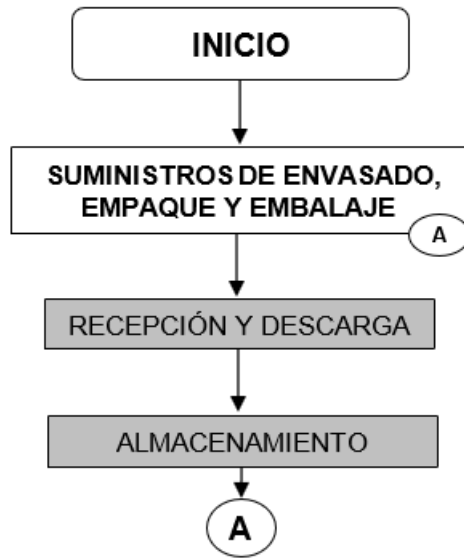 INICIO
SUMINISTROS DE ENVASADO,
EMPAQUE Y EMBALAJE
A
RECEPCIÓN Y DESCARGA
ALMACENAMIENTO
A